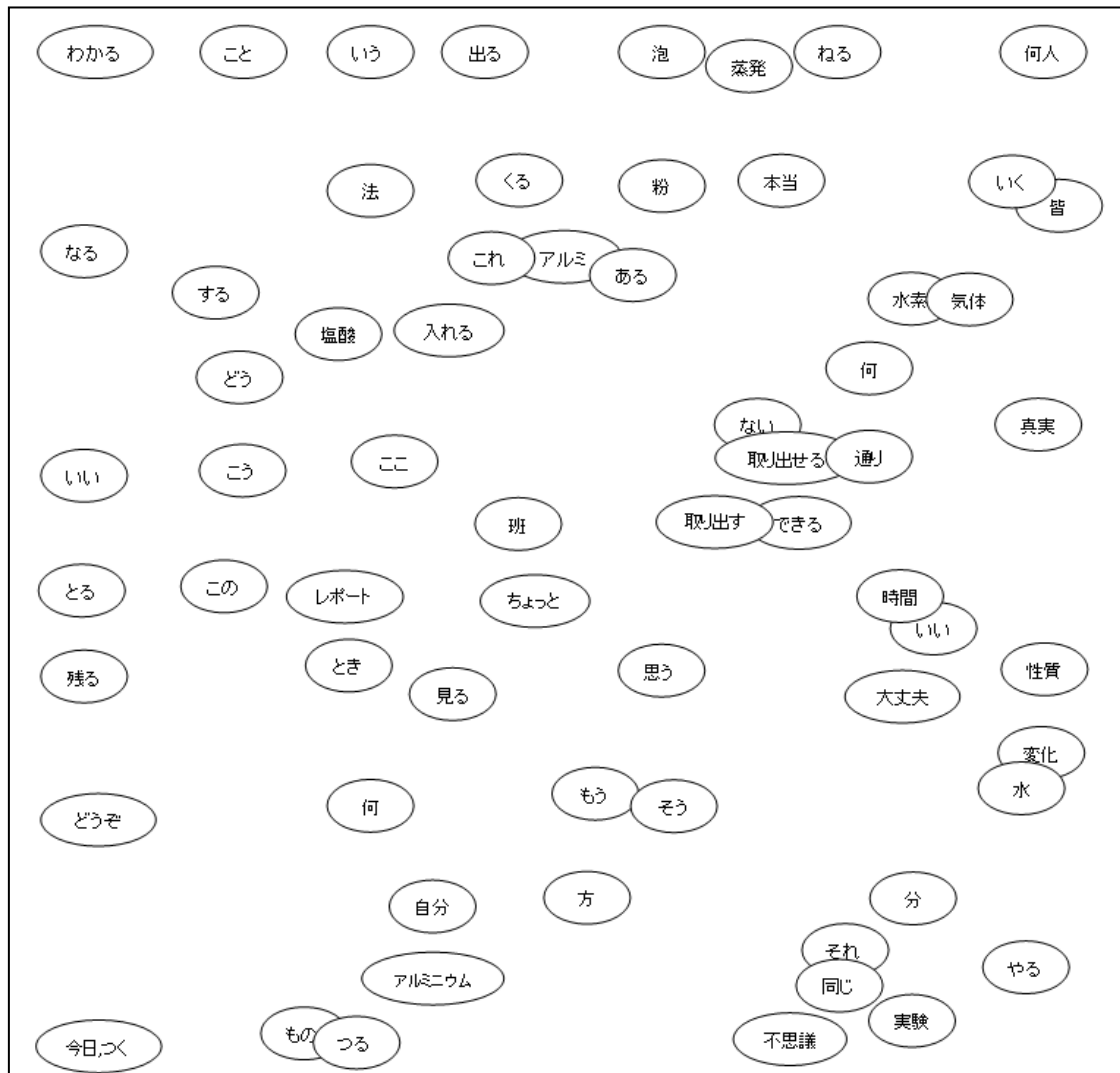 わかる
こと
いう
出る
泡
蒸発
ねる
何人
法
くる
粉
本当
いく
皆
なる
これ
アルミ
ある
する
塩酸
入れる
水素
気体
どう
何
ない
真実
いい
こう
ここ
取り出せる
通り
班
取り出す
できる
とる
この
レポート
ちょっと
時間
いい
残る
とき
見る
思う
大丈夫
性質
変化
水
どうぞ
何
もう
そう
自分
方
分
それ
アルミニウム
同じ
やる
今日,つく
もの
つる
不思議
実験